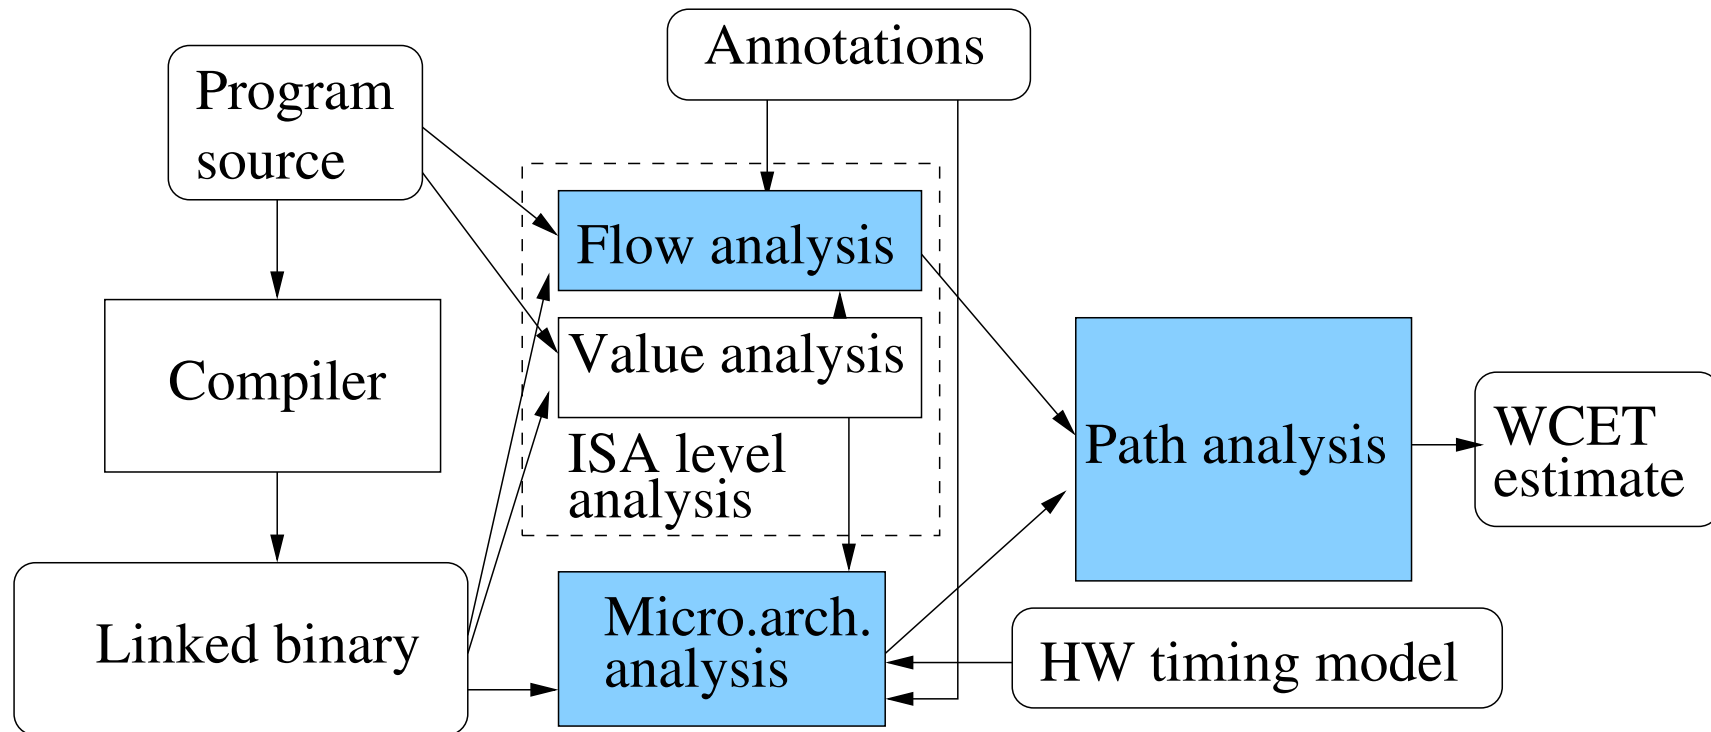 Annotations
Program
source
Flow analysis
Value analysis
Compiler
ISA level
analysis
Path analysis
WCET
estimate
Linked binary
Micro.arch.
analysis
HW timing model